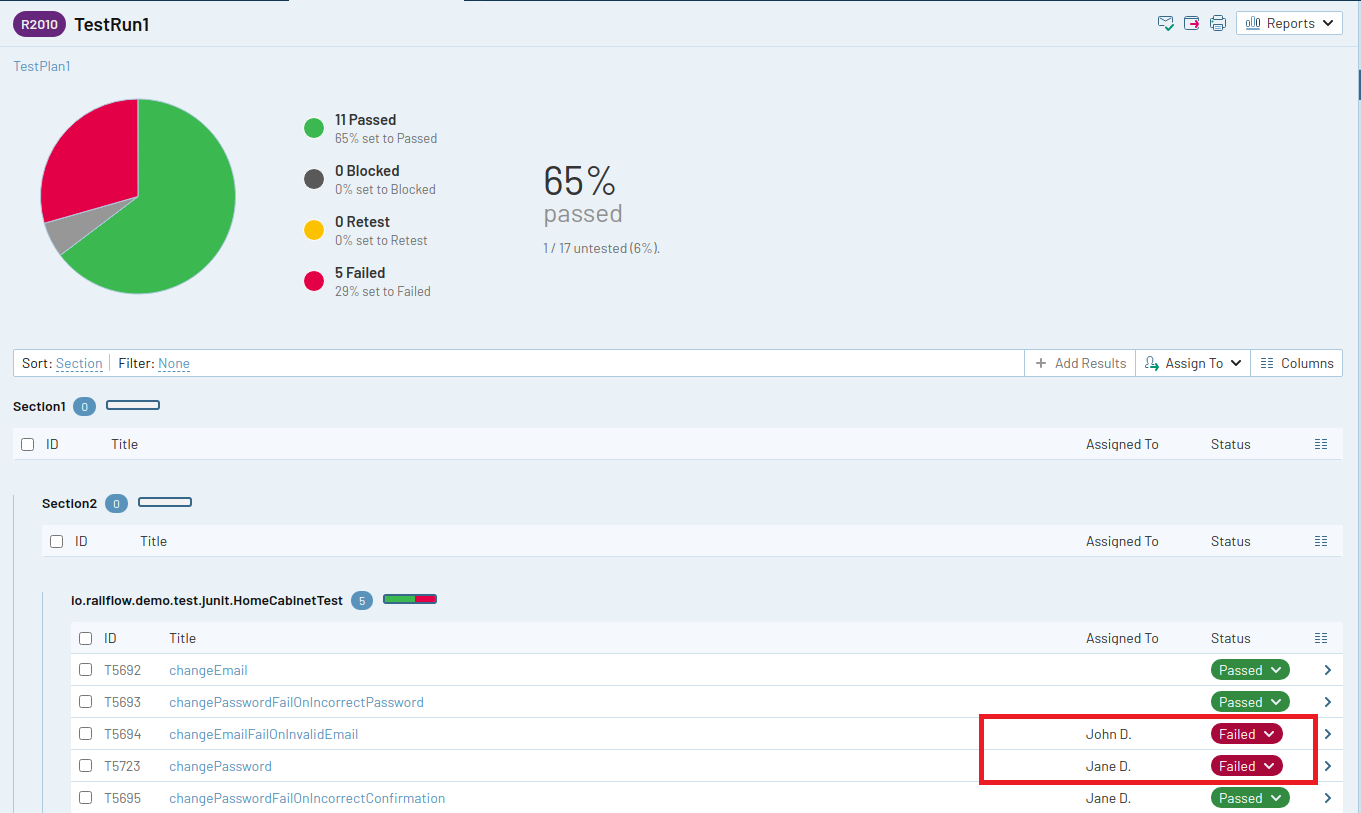 R2010 TestRun1 Reports
TestPlan1
11 Passed
65% set to Passed
0 Blocked
0% set to Blocked
0 Retest
0% set to Retest
5 Failed
29% set to Failed
65%
passed
1 / 17 untested (6%).
Sort: Section Filter: None + Add Results Assign To Columns
Section1 0
ID Title Assigned To Status
Section2 0
ID Title Assigned To Status
io.railflow.demo.test.junit.HomeCabinetTest 5
ID Title Assigned To Status
T5692 changeEmail Passed
T5693 changePasswordFailOnIncorrectPassword Passed
T5694 changeEmailFailOnInvalidEmail John D. Failed
T5723 changePassword Jane D. Failed
T5695 changePasswordFailOnIncorrectConfirmation Jane D. Passed